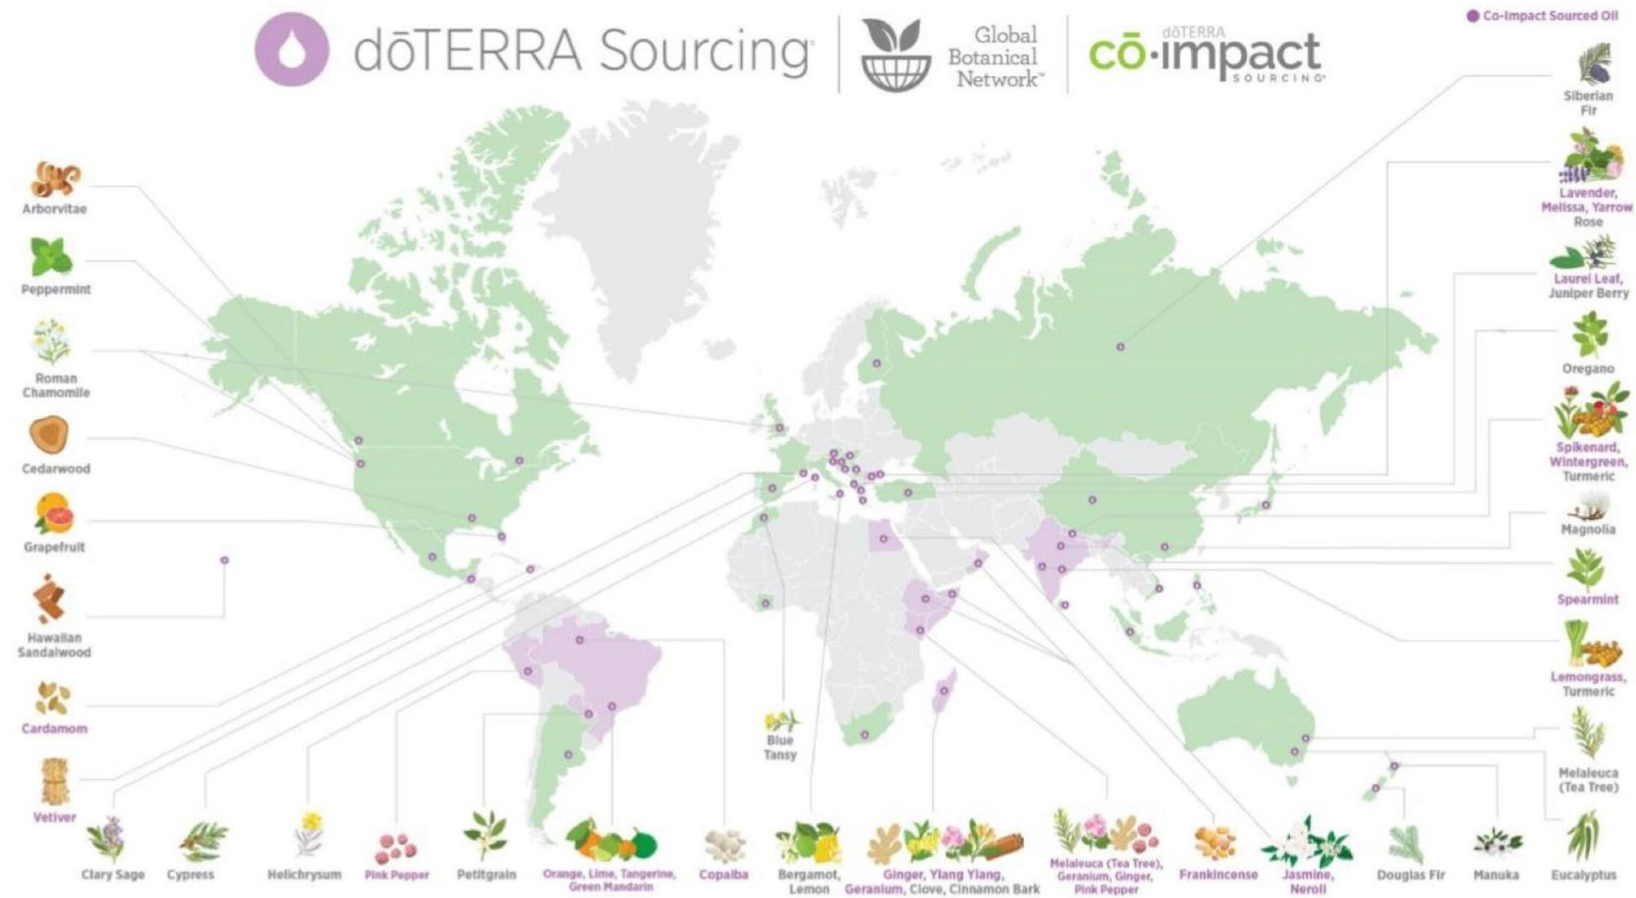 dōTERRA Sourcing
Global
Botanical
Network™
dōTERRA
cō·impact
SOURCING
Co-Impact Sourced Oil
Arborvitae
Peppermint
Roman
Chamomile
Cedarwood
Grapefruit
Hawaiian
Sandalwood
Cardamom
Vetiver
Siberian
Fir
Lavender,
Melissa, Yarrow
Rose
Laurel Leaf,
Juniper Berry
Oregano
Spikenard,
Wintergreen,
Turmeric
Magnolia
Spearmint
Lemongrass,
Turmeric
Melaleuca
(Tea Tree)
Blue
Tansy
Clary Sage
Cypress
Helichrysum
Pink Pepper
Petitgrain
Orange, Lime, Tangerine,
Green Mandarin
Copaiba
Bergamot,
Lemon
Ginger, Ylang Ylang,
Geranium, Clove, Cinnamon Bark
Melaleuca (Tea Tree),
Geranium, Ginger,
Pink Pepper
Frankincense
Jasmine,
Neroli
Douglas Fir
Manuka
Eucalyptus